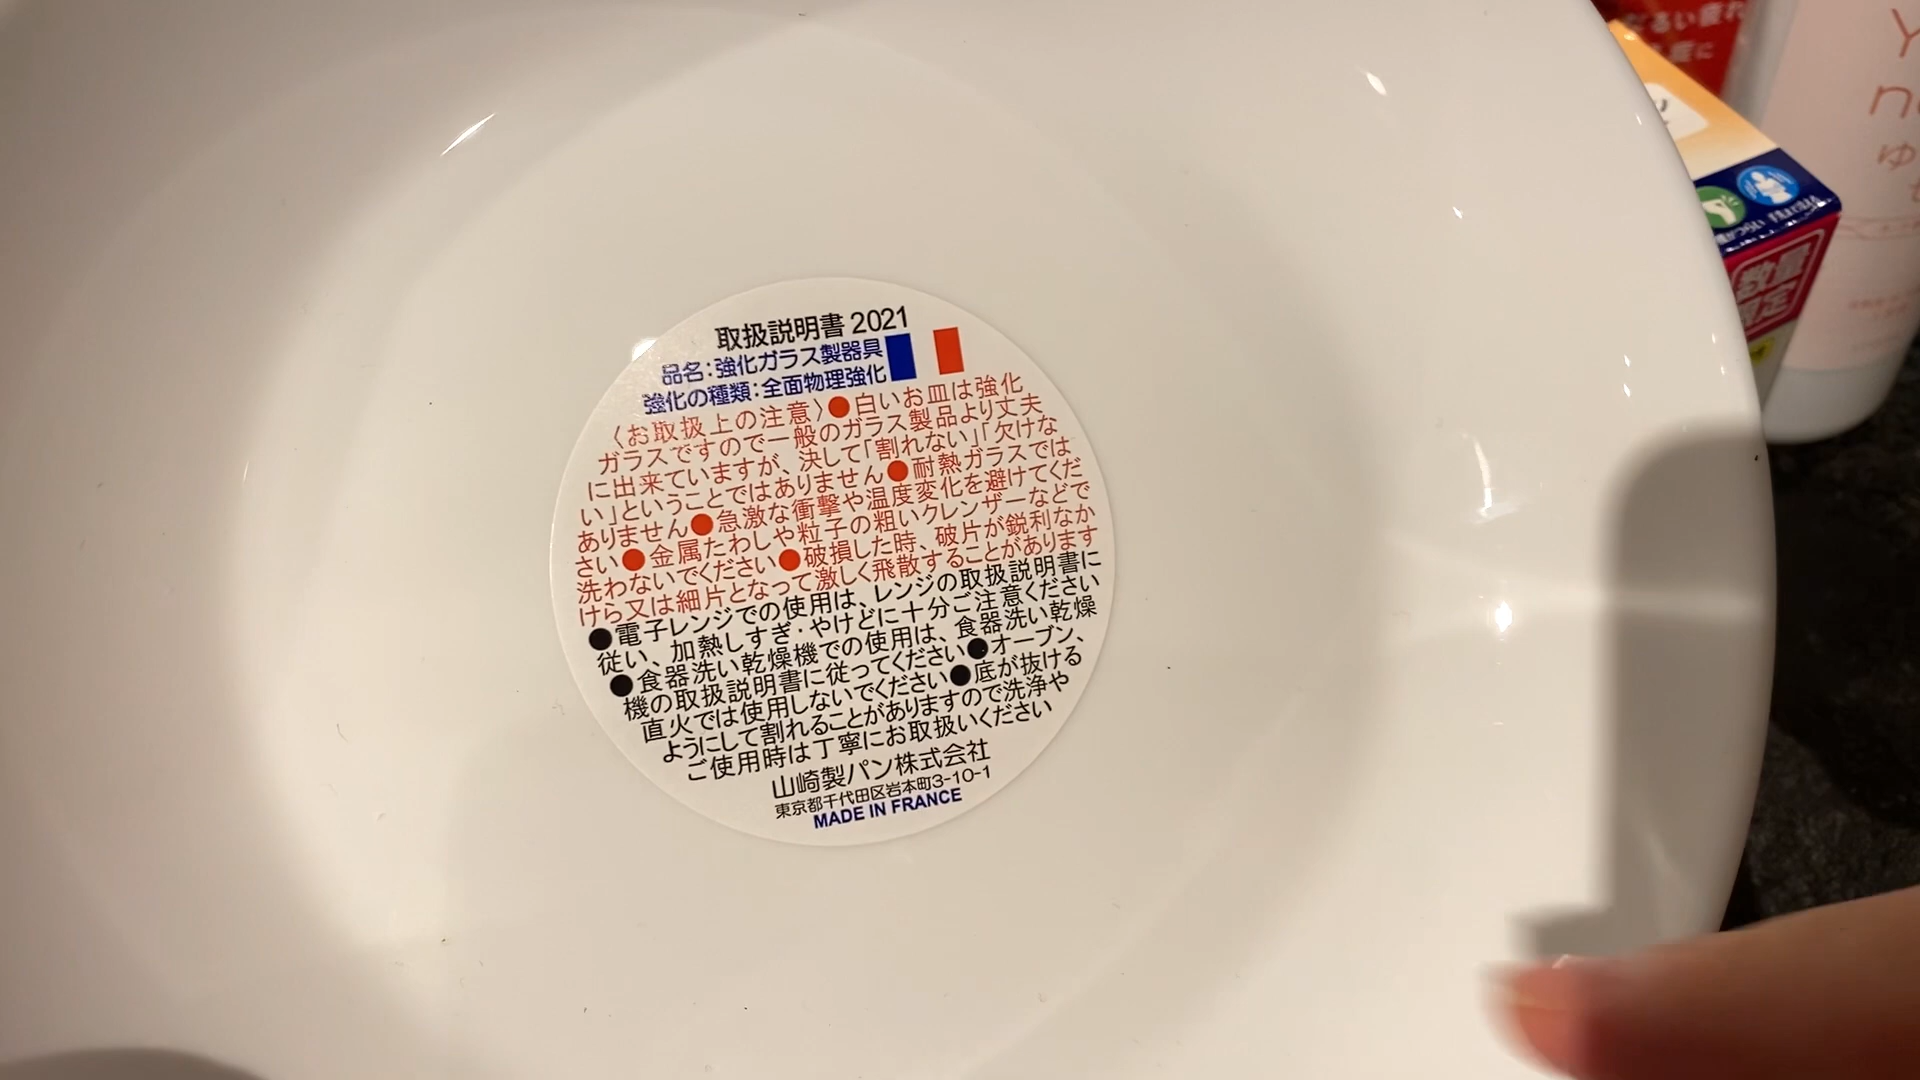 取扱説明書 2021
品名：強化ガラス製器具
強化の種類：全面物理強化
〈お取扱上の注意〉●白いお皿は強化
ガラスですので一般のガラス製品より丈夫
に出来ていますが、決して「割れない」「欠けな
い」ということではありません●耐熱ガラスでは
ありません●急激な衝撃や温度変化を避けてくだ
さい●金属たわしや粒子の粗いクレンザーなどで
洗わないでください●破損した時、破片が鋭利なか
けら又は細片となって激しく飛散することがあります
●電子レンジでの使用は、レンジの取扱説明書に
従い、加熱しすぎ・やけどに十分ご注意ください
●食器洗い乾燥機での使用は、食器洗い乾燥
機の取扱説明書に従ってください●オーブン、
直火では使用しないでください●底が抜ける
ようにして割れることがありますので洗浄や
ご使用時は丁寧にお取扱いください
山崎製パン株式会社
東京都千代田区岩本町3-10-1
MADE IN FRANCE
るい疲れ
に
数量
限定